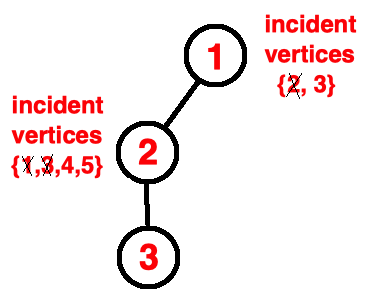 incident
vertices
{2, 3}
1
incident
vertices
{1,3,4,5}
2
3